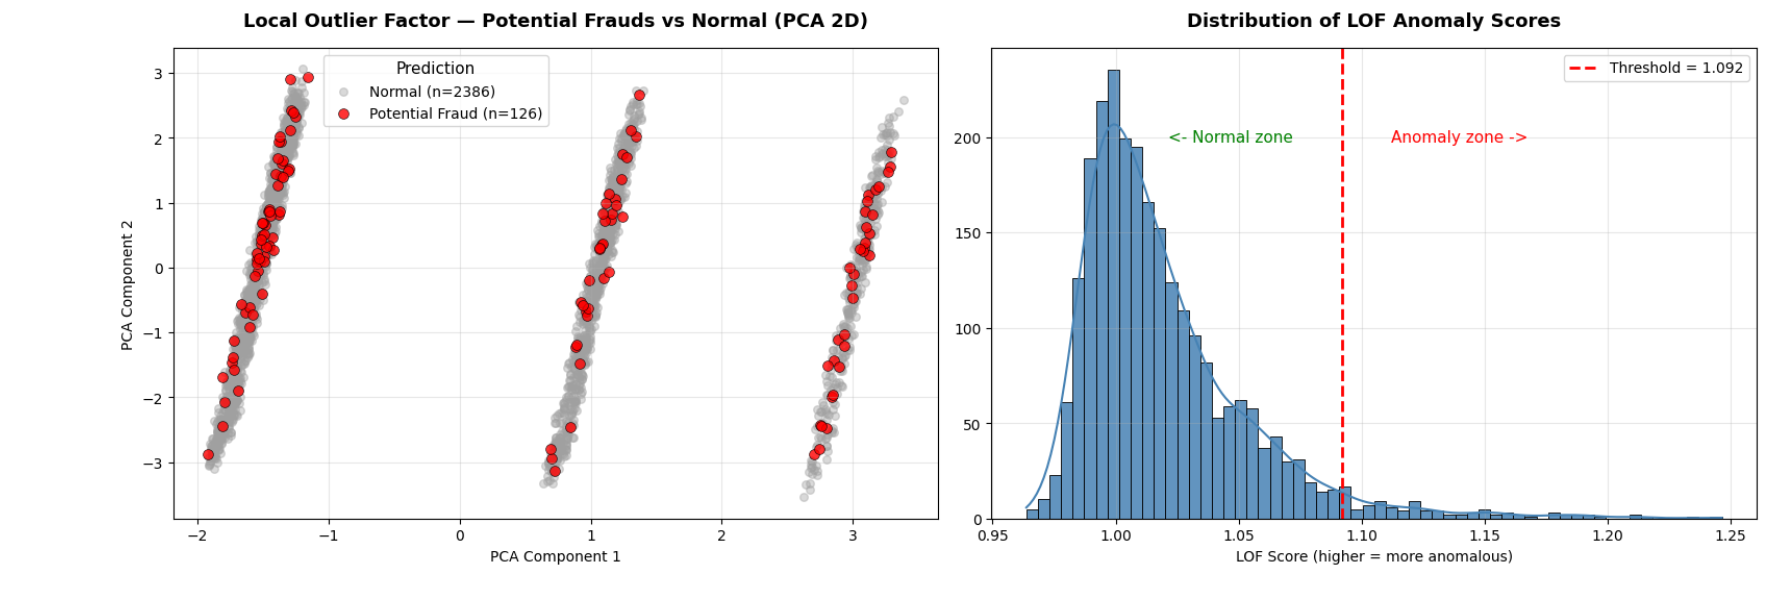 Local Outlier Factor — Potential Frauds vs Normal (PCA 2D)
Prediction
Normal (n=2386)
Potential Fraud (n=126)
3
2
1
0
−1
−2
−3
PCA Component 2
−2
−1
0
1
2
3
PCA Component 1
Distribution of LOF Anomaly Scores
Threshold = 1.092
<- Normal zone
Anomaly zone ->
200
150
100
50
0
0.95
1.00
1.05
1.10
1.15
1.20
1.25
LOF Score (higher = more anomalous)